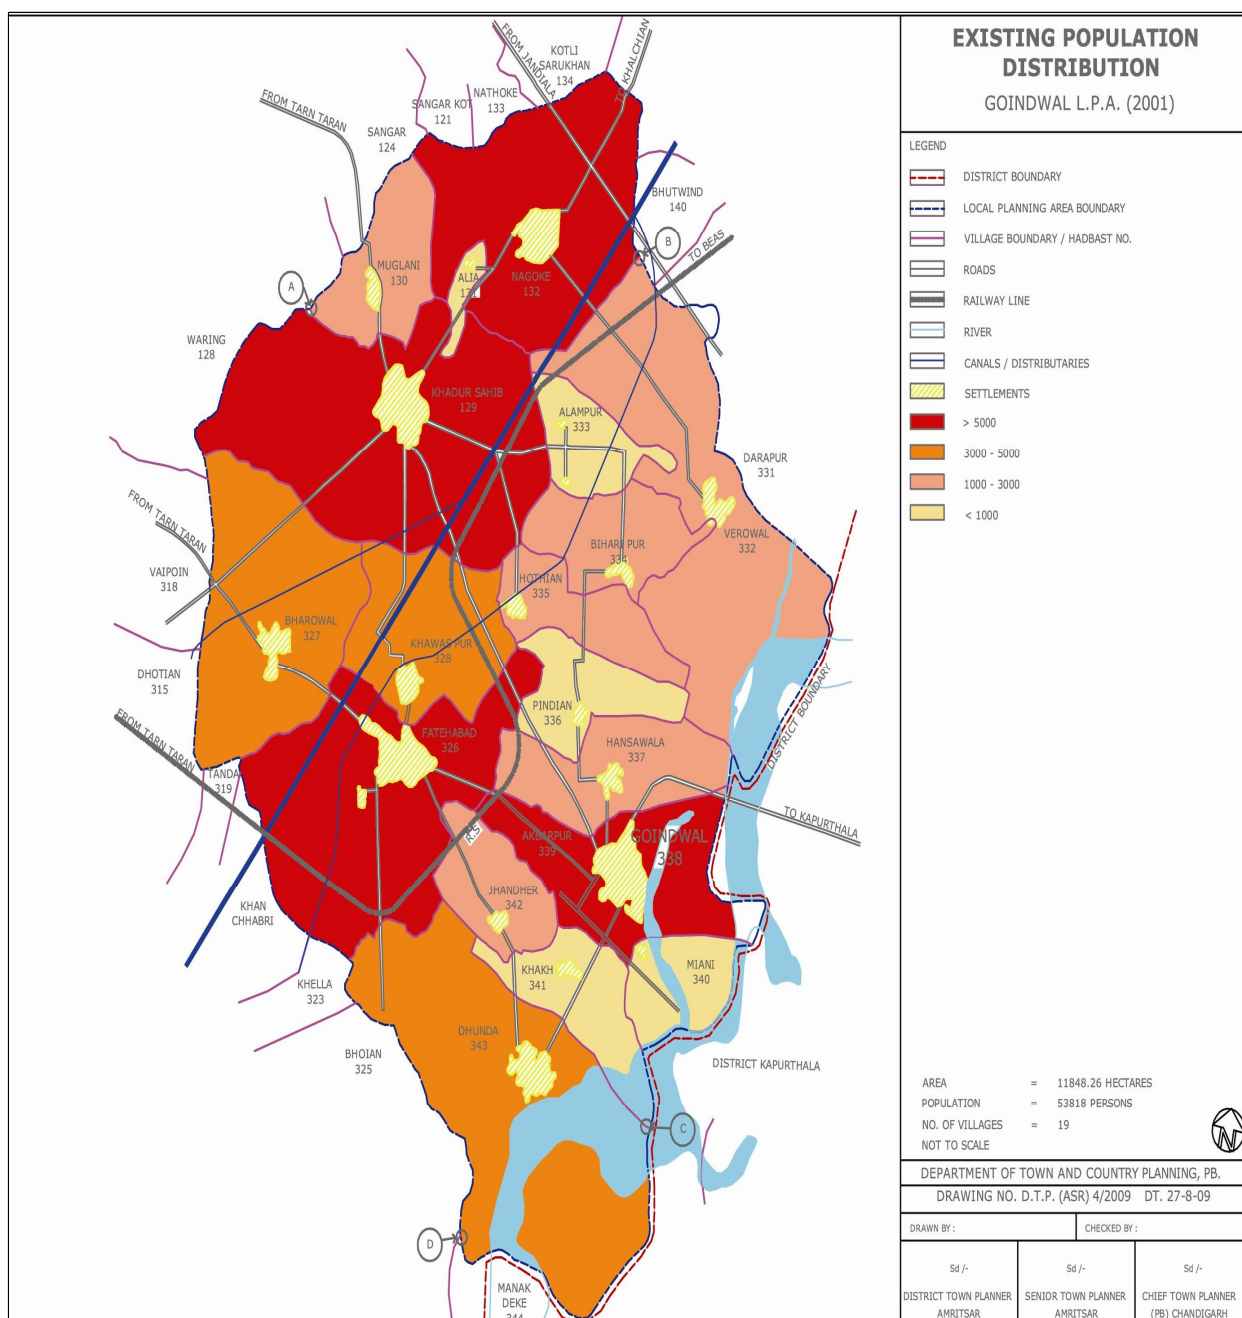 EXISTING POPULATION
DISTRIBUTION
GOINDWAL L.P.A. (2001)
LEGEND
DISTRICT BOUNDARY
LOCAL PLANNING AREA BOUNDARY
VILLAGE BOUNDARY / HADBAST NO.
ROADS
RAILWAY LINE
RIVER
CANALS / DISTRIBUTARIES
SETTLEMENTS
> 5000
3000 - 5000
1000 - 3000
< 1000
AREA = 11848.26 HECTARES
POPULATION = 53818 PERSONS
NO. OF VILLAGES = 19
NOT TO SCALE
N
DEPARTMENT OF TOWN AND COUNTRY PLANNING, PB.
DRAWING NO. D.T.P. (ASR) 4/2009 DT. 27-8-09
DRAWN BY :
CHECKED BY :
Sd /-
DISTRICT TOWN PLANNER
AMRITSAR
Sd /-
SENIOR TOWN PLANNER
AMRITSAR
Sd /-
CHIEF TOWN PLANNER
(PB) CHANDIGARH
FROM JANDIALA
KOTLI
SARUKHAN
134
TO KHALCHIAN
NATHOKE
133
SANGAR KOT
121
FROM TARN TARAN
SANGAR
124
BHUTWIND
140
B
TO BEAS
MUGLANI
130
ALIA
131
NAGOKE
132
A
WARING
128
KHADUR SAHIB
129
ALAMPUR
333
DARAPUR
331
FROM TARN TARAN
VEROWAL
332
BIHARI PUR
334
VAIPOIN
318
HOTHIAN
335
BHAROWAL
327
KHAWAS PUR
328
DHOTIAN
315
PINDIAN
336
DISTRICT BOUNDARY
FROM TARN TARAN
FATEHABAD
326
HANSAWALA
337
TANDA
319
TO KAPURTHALA
R.S
AKBARPUR
339
GOINDWAL
338
JHANDHER
342
KHAN
CHHABRI
KHAKH
341
MIANI
340
KHELLA
323
DHUNDA
343
BHOIAN
325
DISTRICT KAPURTHALA
C
D
MANAK
DEKE
344